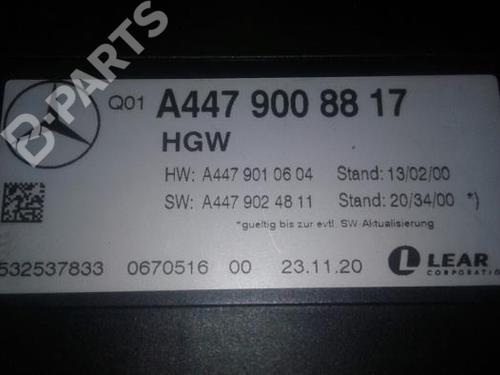 B-PARTS
Q01 A447 900 88 17
HGW
HW: A447 901 06 04 Stand: 13/02/00
SW: A447 902 48 11 Stand: 20/34/00 *)
*gueltig bis zur evtl. SW-Aktualisierung
532537833 0670516 00 23.11.20 LEAR
CORPORATION